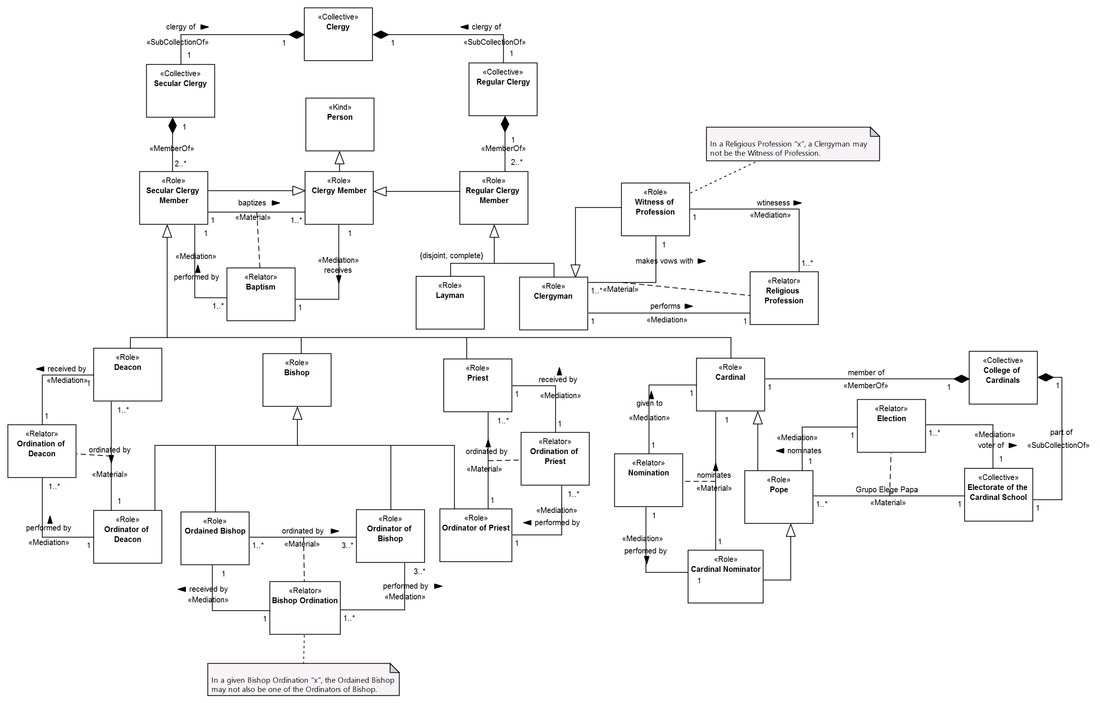 «Collective»
Clergy
clergy of
1
1
clergy of
«SubCollectionOf»
1
«SubCollectionOf»
1
«Collective»
Secular Clergy
«Collective»
Regular Clergy
«Kind»
Person
1
«MemberOf»
2..*
1
«MemberOf»
2..*
In a Religious Profession "x", a Clergyman may
not be the Witness of Profession.
«Role»
Secular Clergy
Member
«Role»
Clergy Member
«Role»
Regular Clergy
Member
«Role»
Witness of
Profession
baptizes
«Material»
1
1..*
1
1
wtinesess
«Mediation»
1
1
1..*
makes vows with
1..*
«Material»
«Mediation»
performed by
1..*
«Mediation»
receives
1
«Relator»
Baptism
{disjoint, complete}
«Role»
Layman
«Role»
Clergyman
«Relator»
Religious
Profession
performs
«Mediation»
1
1
«Role»
Deacon
«Role»
Bishop
«Role»
Priest
«Role»
Cardinal
«Collective»
College of
Cardinals
received by
«Mediation»
1
1
1..*
«Relator»
Ordination of
Deacon
ordinated by
«Material»
1
1..*
performed by
«Mediation»
1
«Role»
Ordinator of
Deacon
1
received by
«Mediation»
1
1..*
ordinated by
«Material»
1
«Relator»
Ordination of
Priest
1..*
«Mediation»
performed by
1
«Role»
Ordinator of Priest
«Role»
Ordained Bishop
«Role»
Ordinator of
Bishop
ordinated by
«Material»
1..*
3..*
1
received by
«Mediation»
1
3..*
performed by
«Mediation»
1..*
«Relator»
Bishop Ordination
In a given Bishop Ordination "x", the Ordained Bishop
may not also be one of the Ordinators of Bishop.
member of
«MemberOf»
1
1
1
given to
«Mediation»
1
1
«Relator»
Nomination
nominates
«Material»
1
1
«Mediation»
perfomed by
1
«Role»
Cardinal Nominator
«Role»
Pope
«Relator»
Election
1
«Mediation»
nominates
1
1..*
«Mediation»
voter of
1
1
part of
«SubCollectionOf»
1
Grupo Elege Papa
«Material»
1..*
1
«Collective»
Electorate of the
Cardinal School